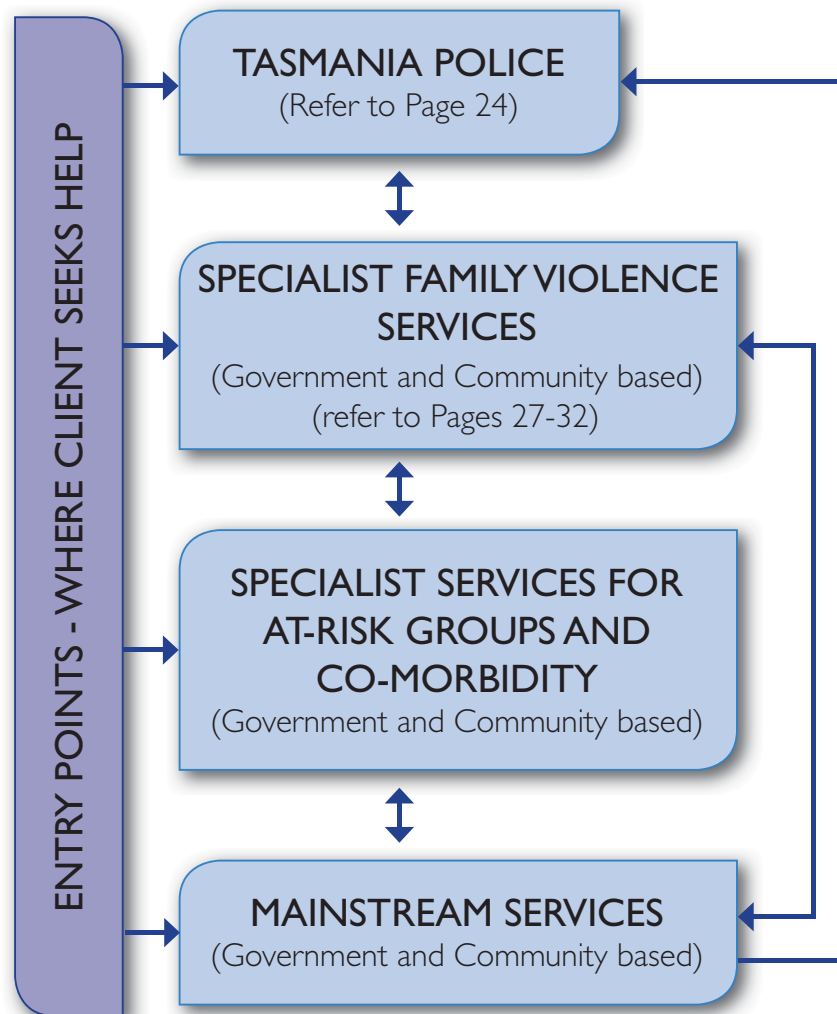 ENTRY POINTS - WHERE CLIENT SEEKS HELP
TASMANIA POLICE
(Refer to Page 24)
SPECIALIST FAMILY VIOLENCE
SERVICES
(Government and Community based)
(refer to Pages 27-32)
SPECIALIST SERVICES FOR
AT-RISK GROUPS AND
CO-MORBIDITY
(Government and Community based)
MAINSTREAM SERVICES
(Government and Community based)